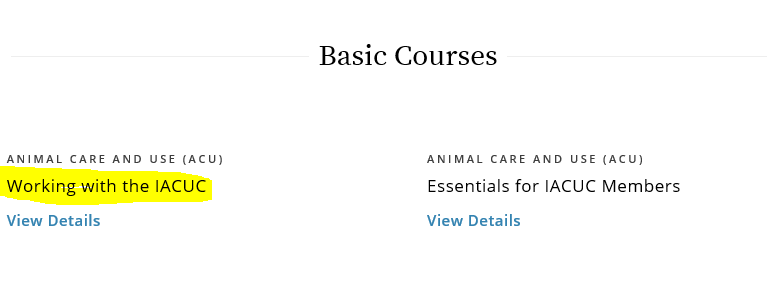 Basic Courses
ANIMAL CARE AND USE (ACU)
Working with the IACUC
View Details
ANIMAL CARE AND USE (ACU)
Essentials for IACUC Members
View Details